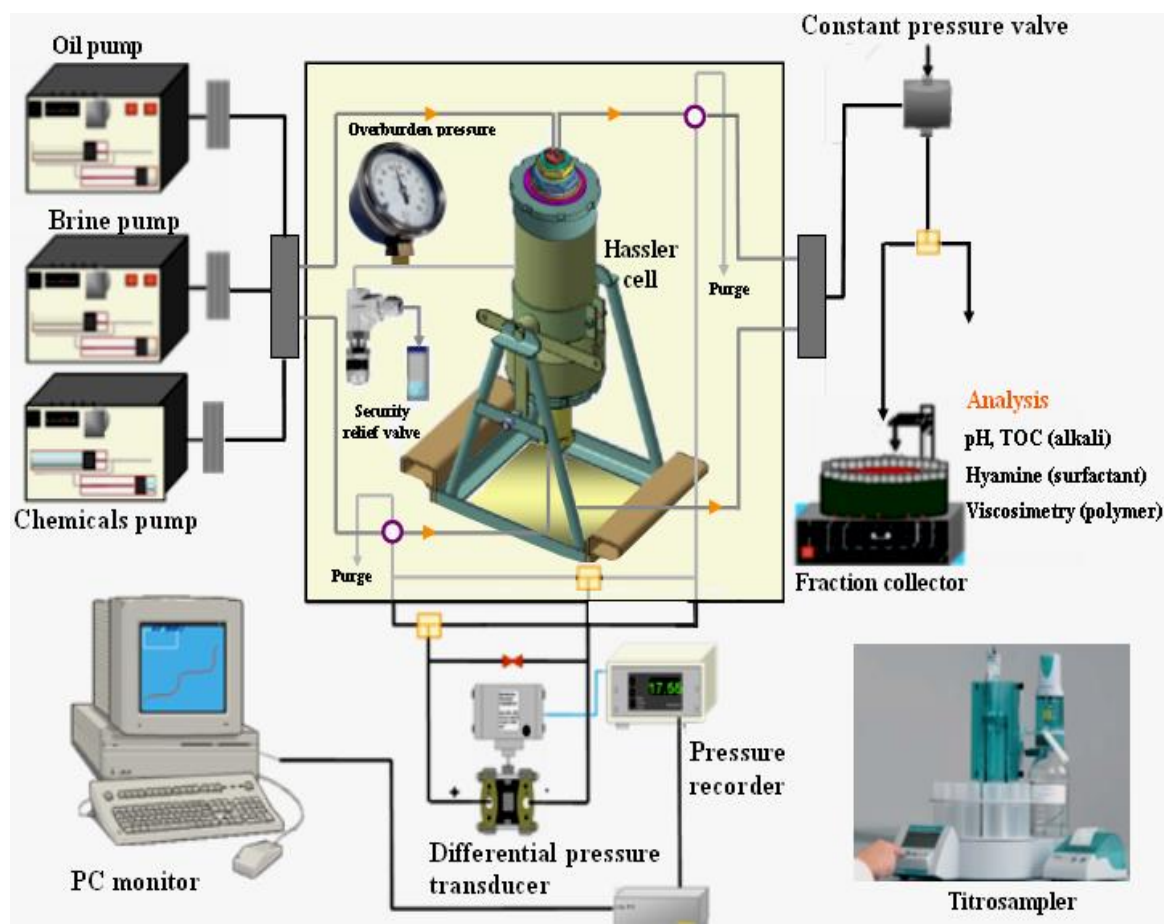 Oil pump
Constant pressure valve
Overburden pressure
Brine pump
Hassler
cell
Purge
Security
relief valve
Chemicals pump
Analysis
pH, TOC (alkali)
Hyamine (surfactant)
Viscosimetry (polymer)
Purge
Fraction collector
17.55
Pressure
recorder
+ -
Differential pressure
transducer
PC monitor
Titrosampler